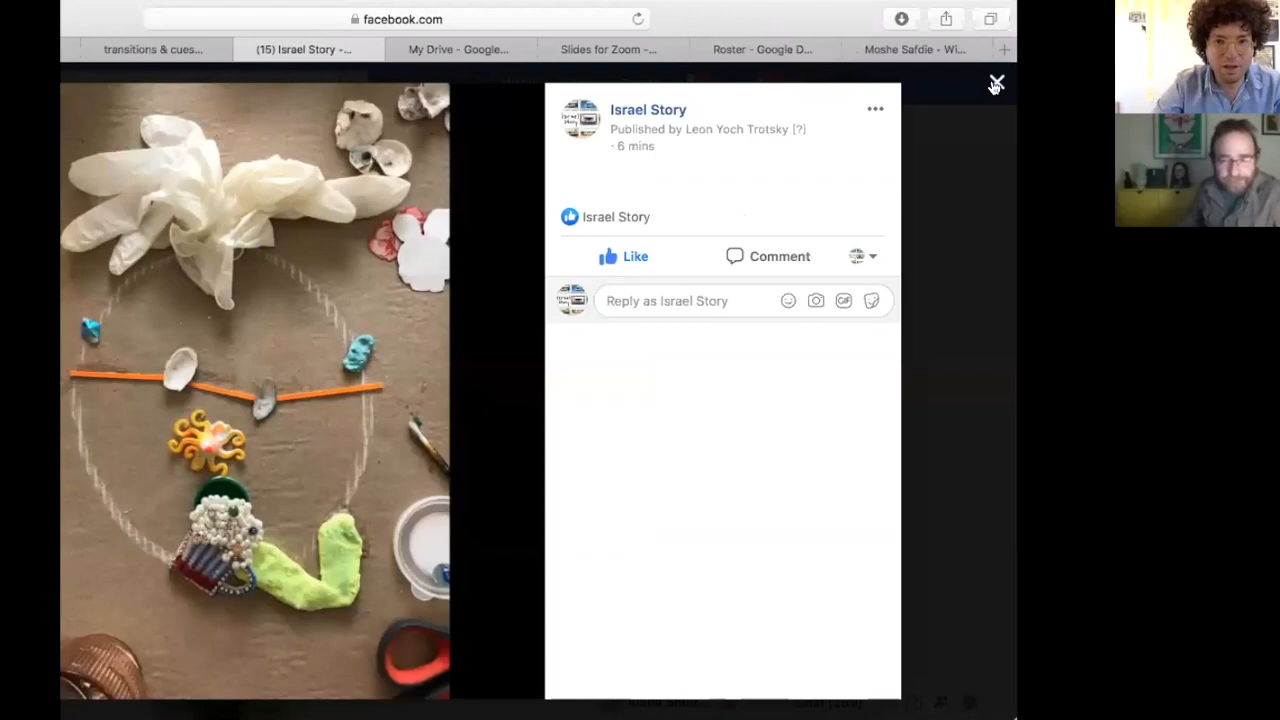 facebook.com
transitions & cues...
(15) Israel Story -...
My Drive - Google...
Slides for Zoom -...
Roster - Google D...
Moshe Safdie - Wi...
Israel Story
Published by Leon Yoch Trotsky [?]
· 6 mins
Israel Story
Like
Comment
Reply as Israel Story
GIF